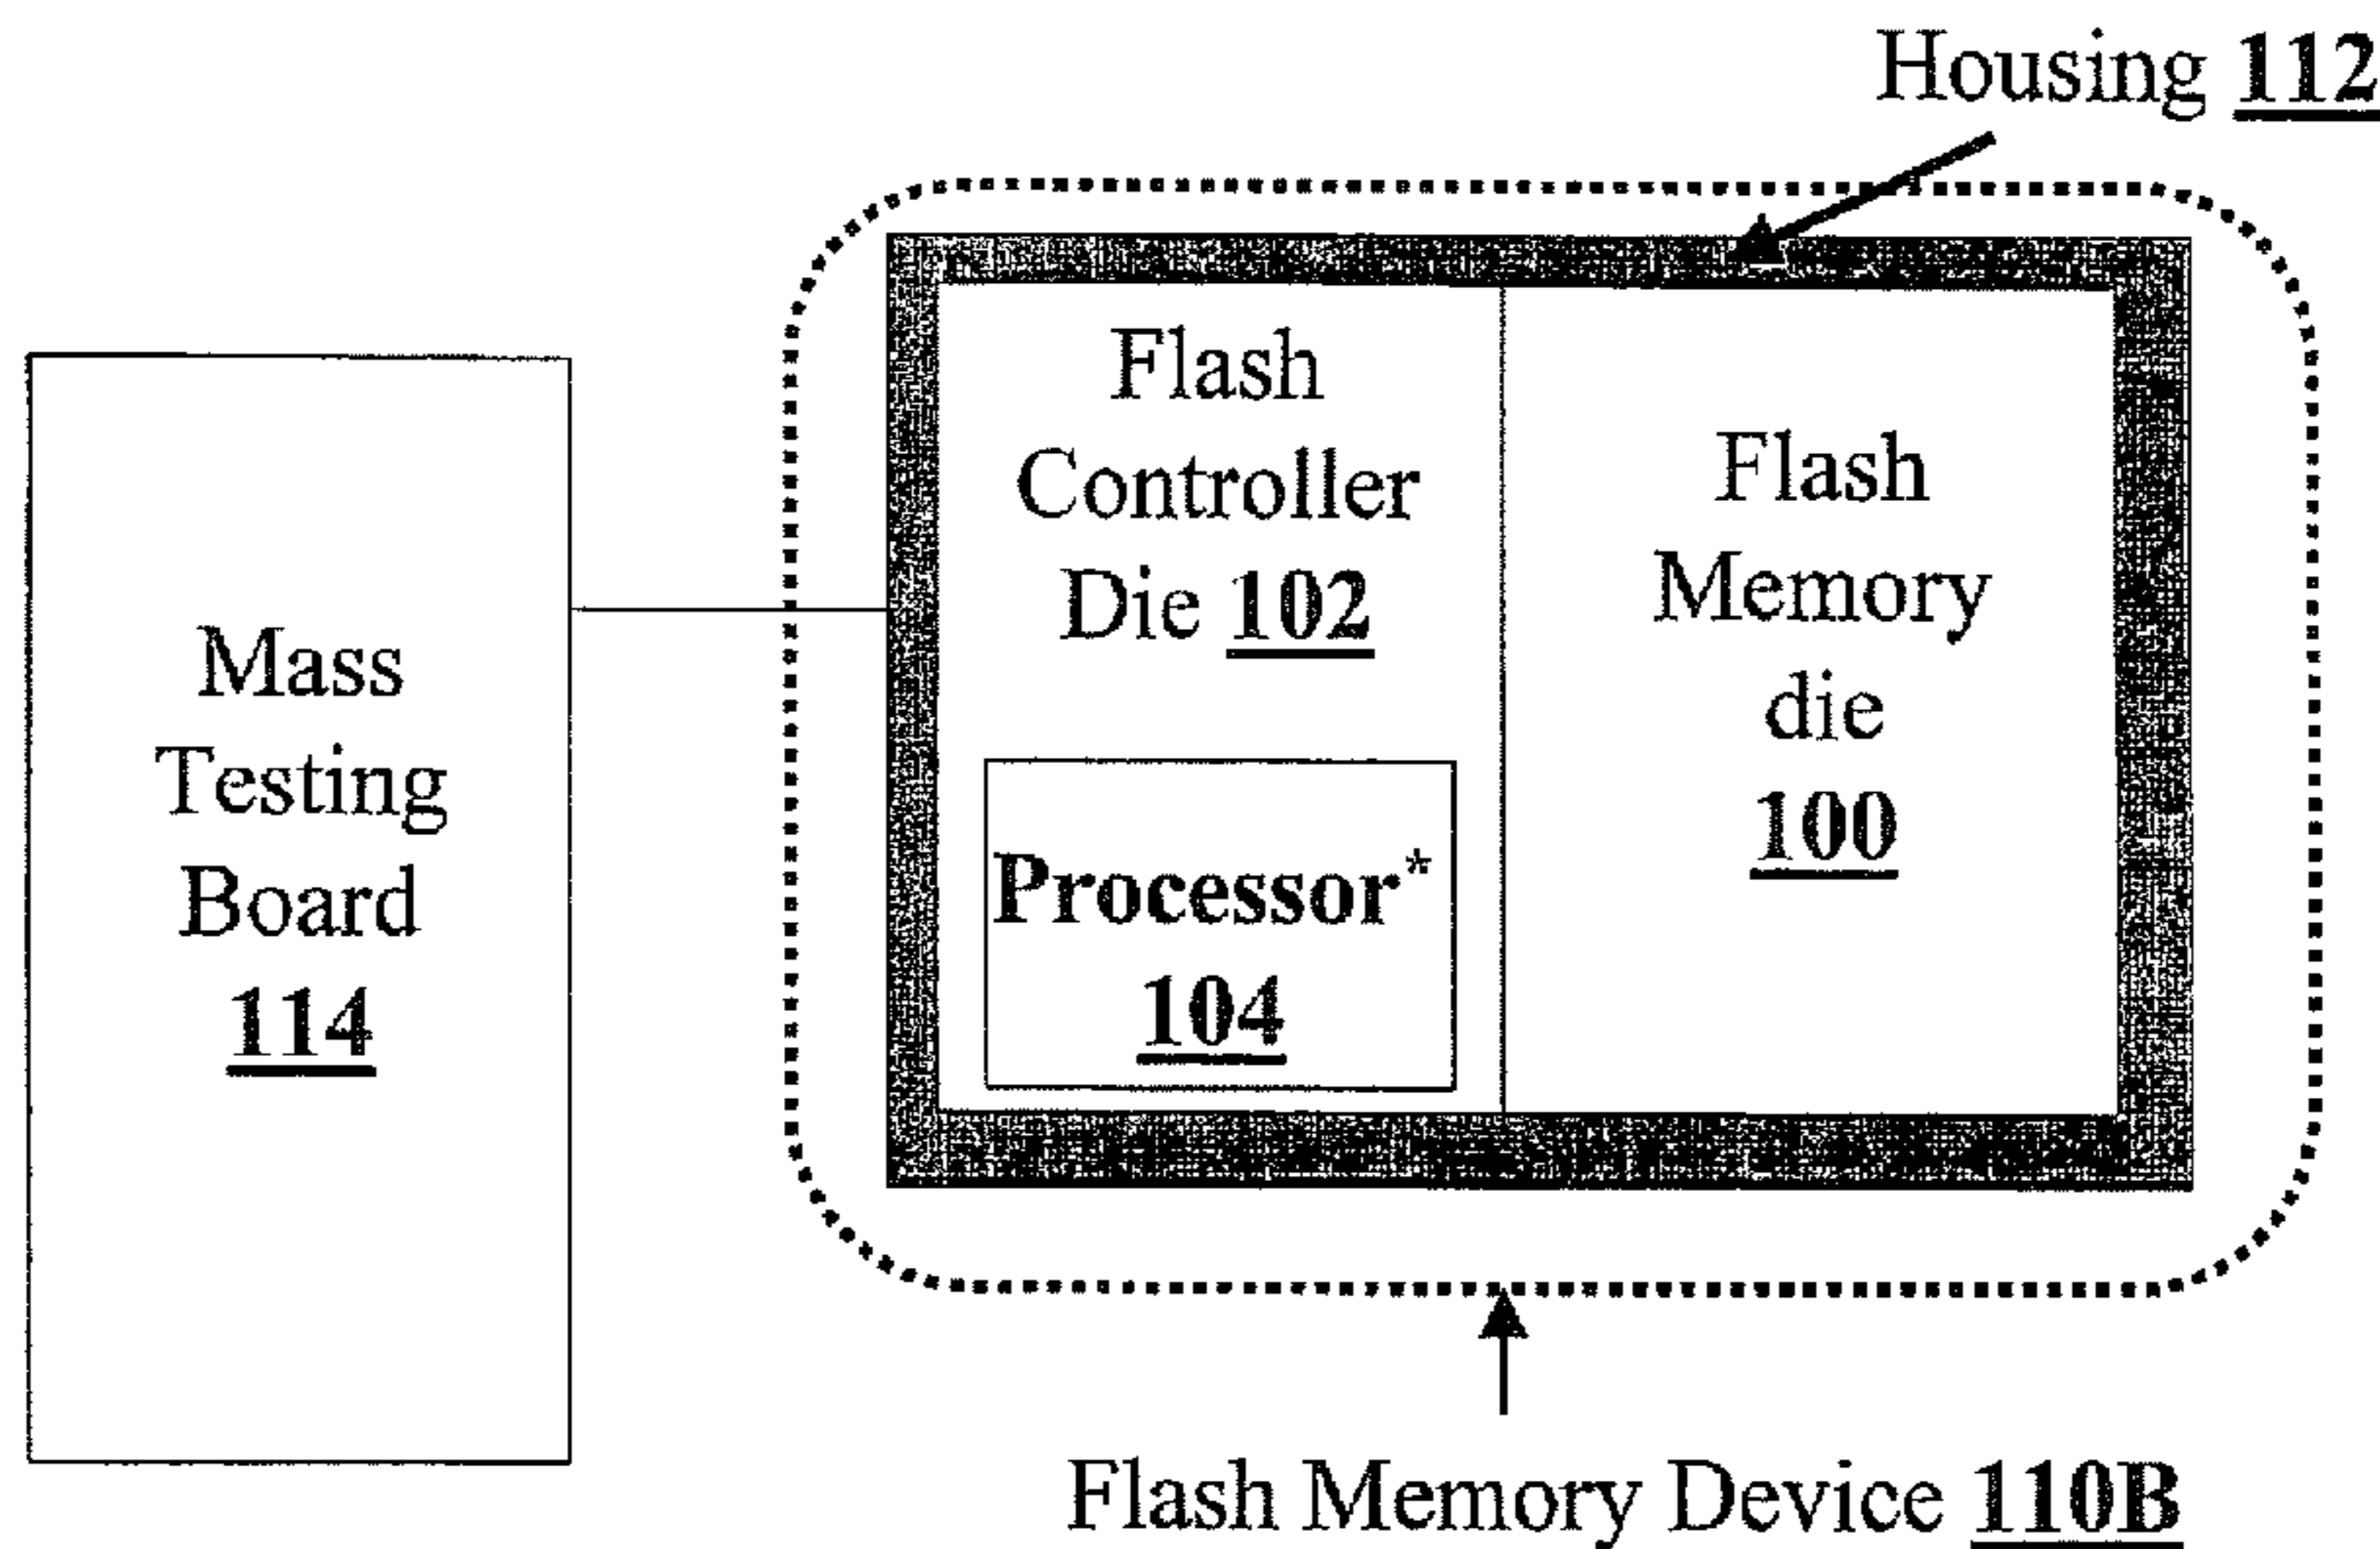 Housing 112
Flash
Controller
Die 102
Flash
Memory
die
100
Mass
Testing
Board
114
Processor*
104
Flash Memory Device 110B